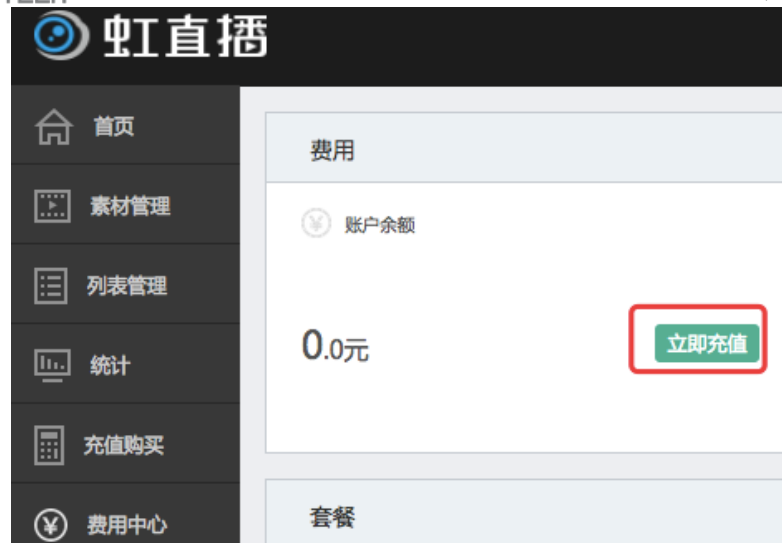 虹直播
首页
费用
素材管理
账户余额
列表管理
0.0元
立即充值
统计
充值购买
费用中心
套餐